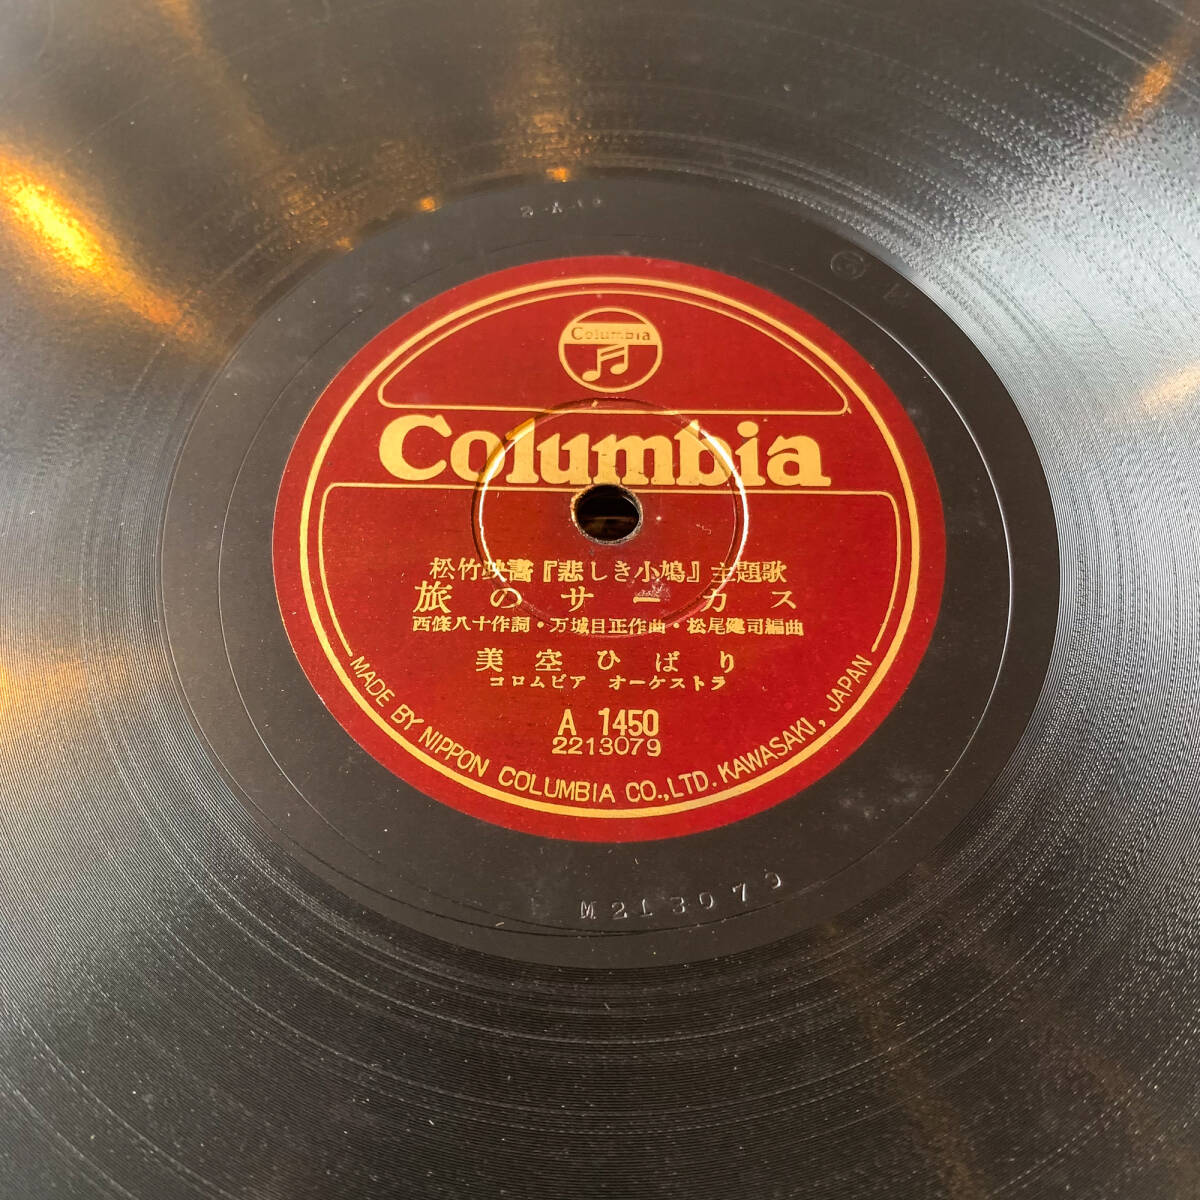 Columbia
Columbia
松竹映畫『悲しき小鳩』主題歌
旅のサーカス
西條八十作詞・万城目正作曲・松尾健司編曲
美空ひばり
コロムビア オーケストラ
A 1450
2213079
MADE BY NIPPON COLUMBIA CO.,LTD. KAWASAKI, JAPAN
M213079